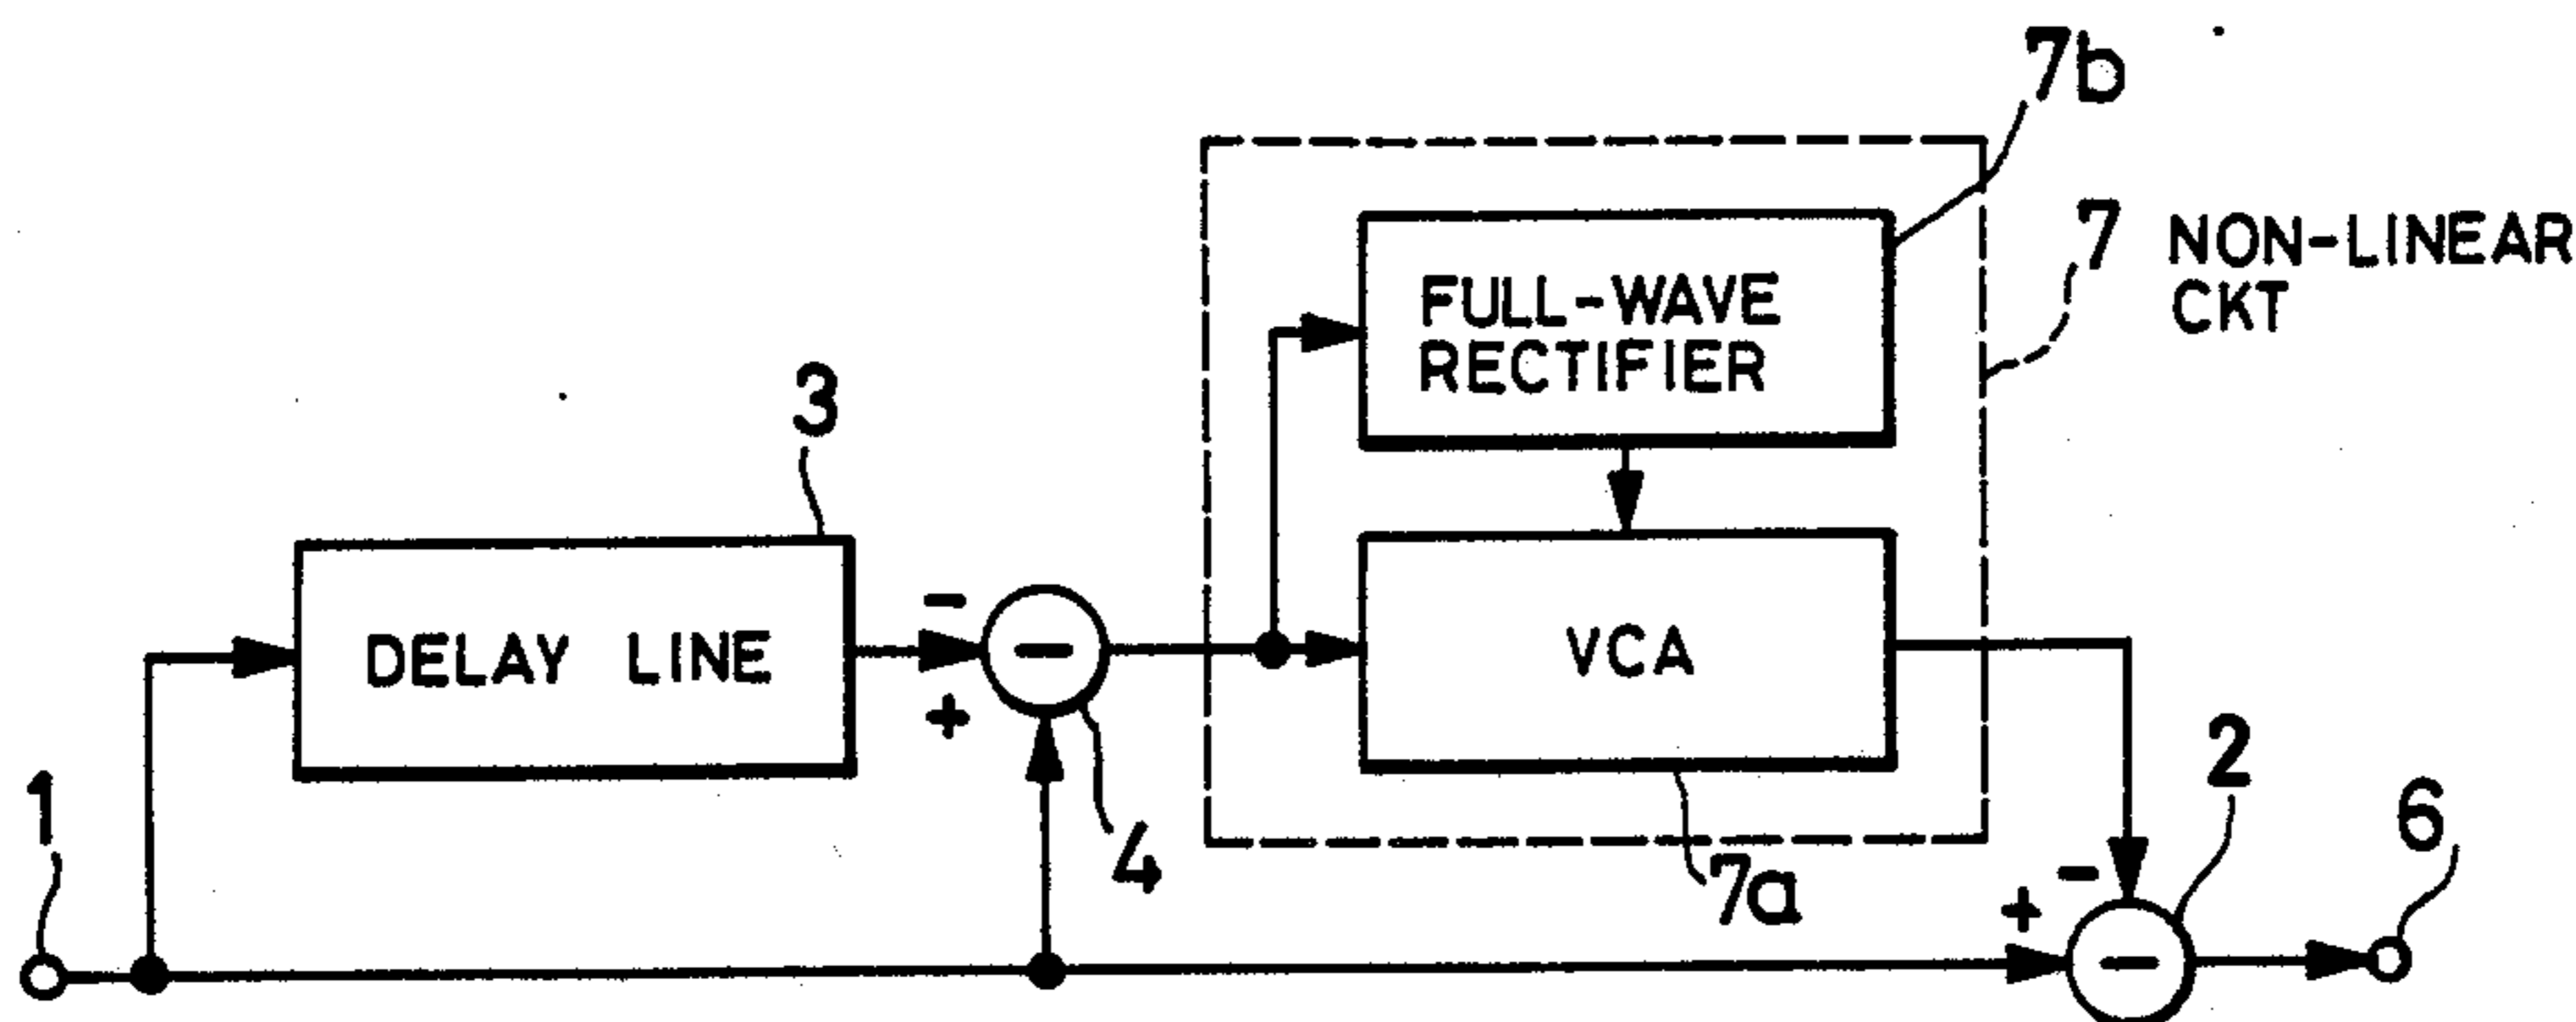 7b
FULL-WAVE
RECTIFIER
7 NON-LINEAR
CKT
3
DELAY LINE
-
+
-
VCA
1
4
7a
2
6
-
+
-